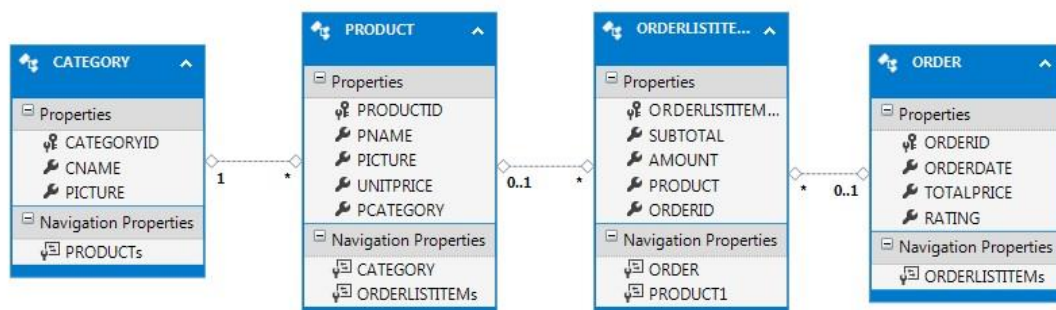 CATEGORY
Properties
CATEGORYID
CNAME
PICTURE
Navigation Properties
PRODUCTs
1
*
PRODUCT
Properties
PRODUCTID
PNAME
PICTURE
UNITPRICE
PCATEGORY
Navigation Properties
CATEGORY
ORDERLISTITEMs
0..1
*
ORDERLISTITE...
Properties
ORDERLISTITEM...
SUBTOTAL
AMOUNT
PRODUCT
ORDERID
Navigation Properties
ORDER
PRODUCT1
*
0..1
ORDER
Properties
ORDERID
ORDERDATE
TOTALPRICE
RATING
Navigation Properties
ORDERLISTITEMs